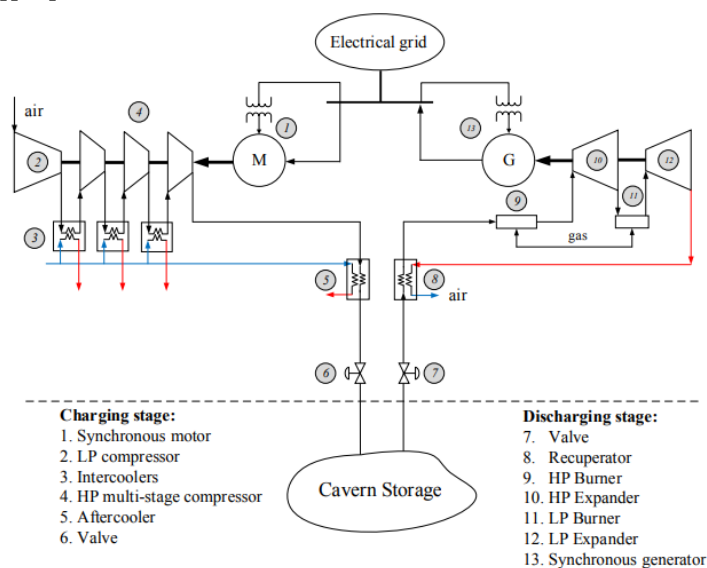 Electrical grid
air
4
1
13
2
M
G
10
12
9
11
3
gas
5
8
air
6
7
Charging stage:
1. Synchronous motor
2. LP compressor
3. Intercoolers
4. HP multi-stage compressor
5. Aftercooler
6. Valve
Cavern Storage
Discharging stage:
7. Valve
8. Recuperator
9. HP Burner
10. HP Expander
11. LP Burner
12. LP Expander
13. Synchronous generator